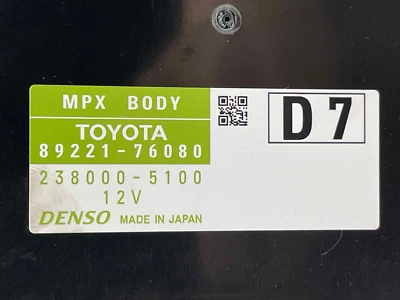 MPX BODY
TOYOTA
89221-76080
238000-5100
12V
DENSO MADE IN JAPAN
D7